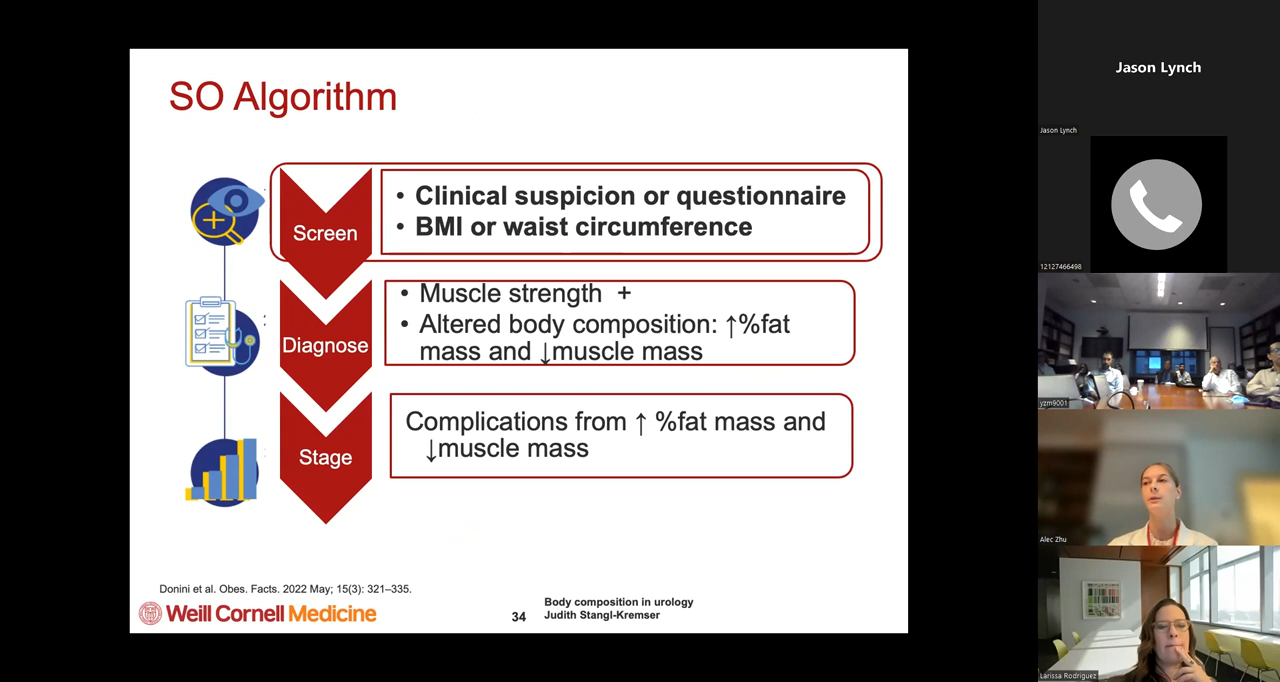 SO Algorithm
Screen
• Clinical suspicion or questionnaire
• BMI or waist circumference
Diagnose
• Muscle strength +
• Altered body composition: ↑%fat
mass and ↓muscle mass
Stage
Complications from ↑ %fat mass and
↓muscle mass
Donini et al. Obes. Facts. 2022 May; 15(3): 321–335.
Weill Cornell Medicine
34
Body composition in urology
Judith Stangl-Kremser
Jason Lynch
Jason Lynch
12127466498
yzm9001
Alec Zhu
Larissa Rodriguez